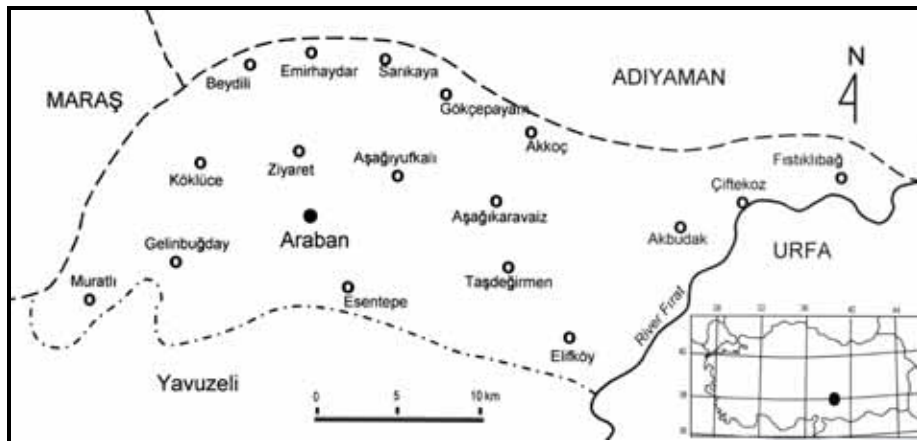 N
MARAŞ
ADIYAMAN
Beydili
Emirhaydar
Sarıkaya
Gökçepayam
Akkoç
Fıstıklıbağ
Köklüce
Ziyaret
Aşağıyufkalı
Çiftekoz
Aşağıkaravaiz
Araban
Akbudak
URFA
Gelinbuğday
Muratlı
Esentepe
Taşdeğirmen
River Fırat
Elifköy
Yavuzeli
0 5 10 km